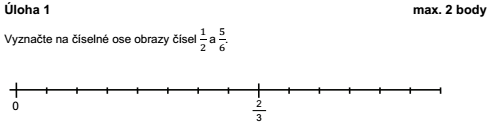 Úloha 1 max. 2 body
Vyznačte na číselné ose obrazy čísel 1/2 a 5/6.
0 2/3